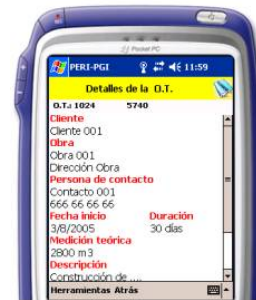 Pocket PC
PERI-PGI 11:59
Detalles de la O.T.
O.T.: 1024 5740
Cliente
Cliente 001
Obra
Obra 001
Dirección Obra
Persona de contacto
Contacto 001
666 66 66 66
Fecha inicio Duración
3/8/2005 30 días
Medición teórica
2800 m3
Descripción
Construcción de ....
Herramientas Atrás